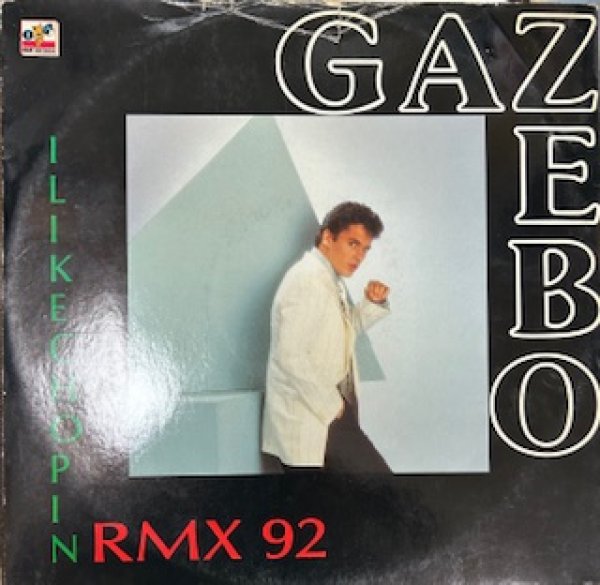 GAZEBO
I LIKE CHOPIN
RMX 92